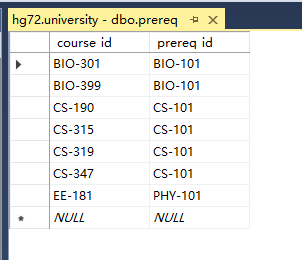 hg72.university - dbo.prereq
course id prereq id
BIO-301 BIO-101
BIO-399 BIO-101
CS-190 CS-101
CS-315 CS-101
CS-319 CS-101
CS-347 CS-101
EE-181 PHY-101
NULL NULL